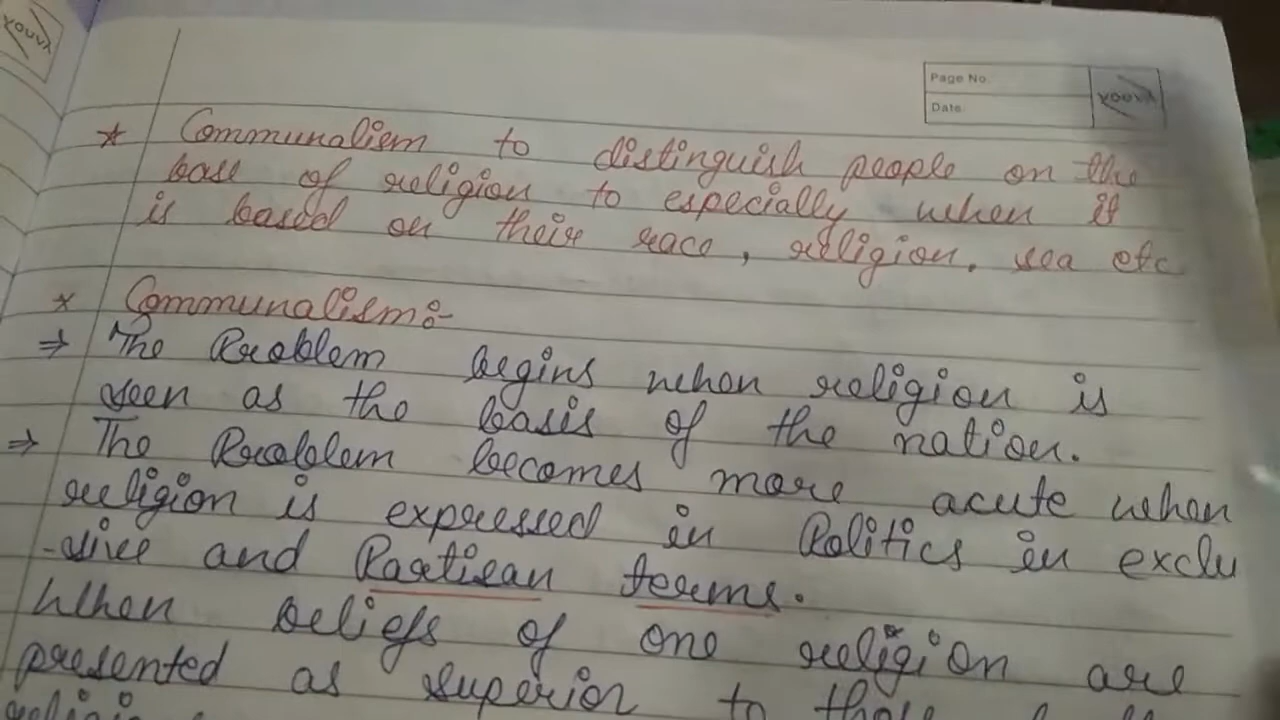 YOUVA
Page No.
Date
YOUVA
* Communalism to distinguish people on the
base of religion to especially when it
is based on their race, religion, sea etc
* Communalism:-
⇒ The Problem begins when religion is
seen as the basis of the nation.
⇒ The Problem becomes more acute when
religion is expressed in Politics in exclu
-sive and Partisan terms.
When beliefs of one religion are
presented as superior to those